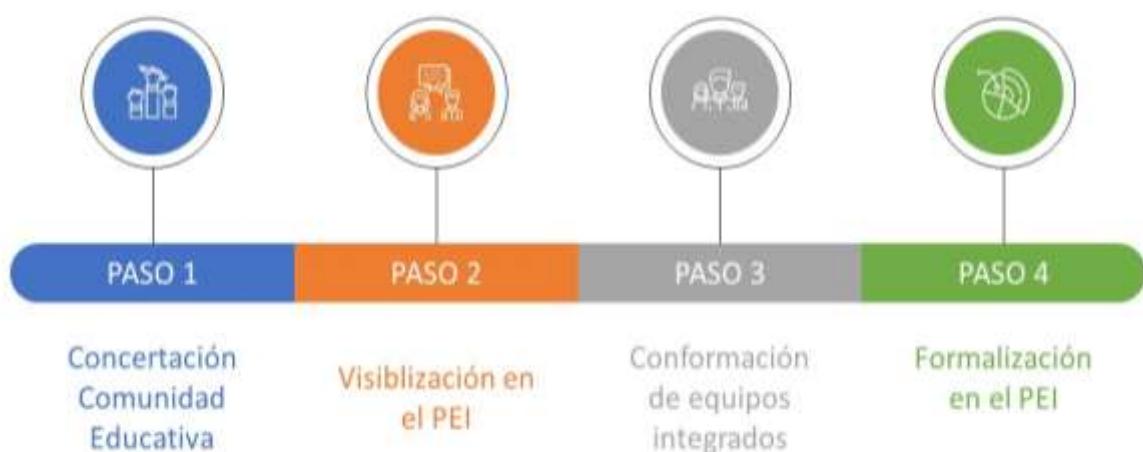 PASO 1
PASO 2
PASO 3
PASO 4
Concertación
Comunidad
Educativa
Visiblización en
el PEI
Conformación
de equipos
integrados
Formalización
en el PEI